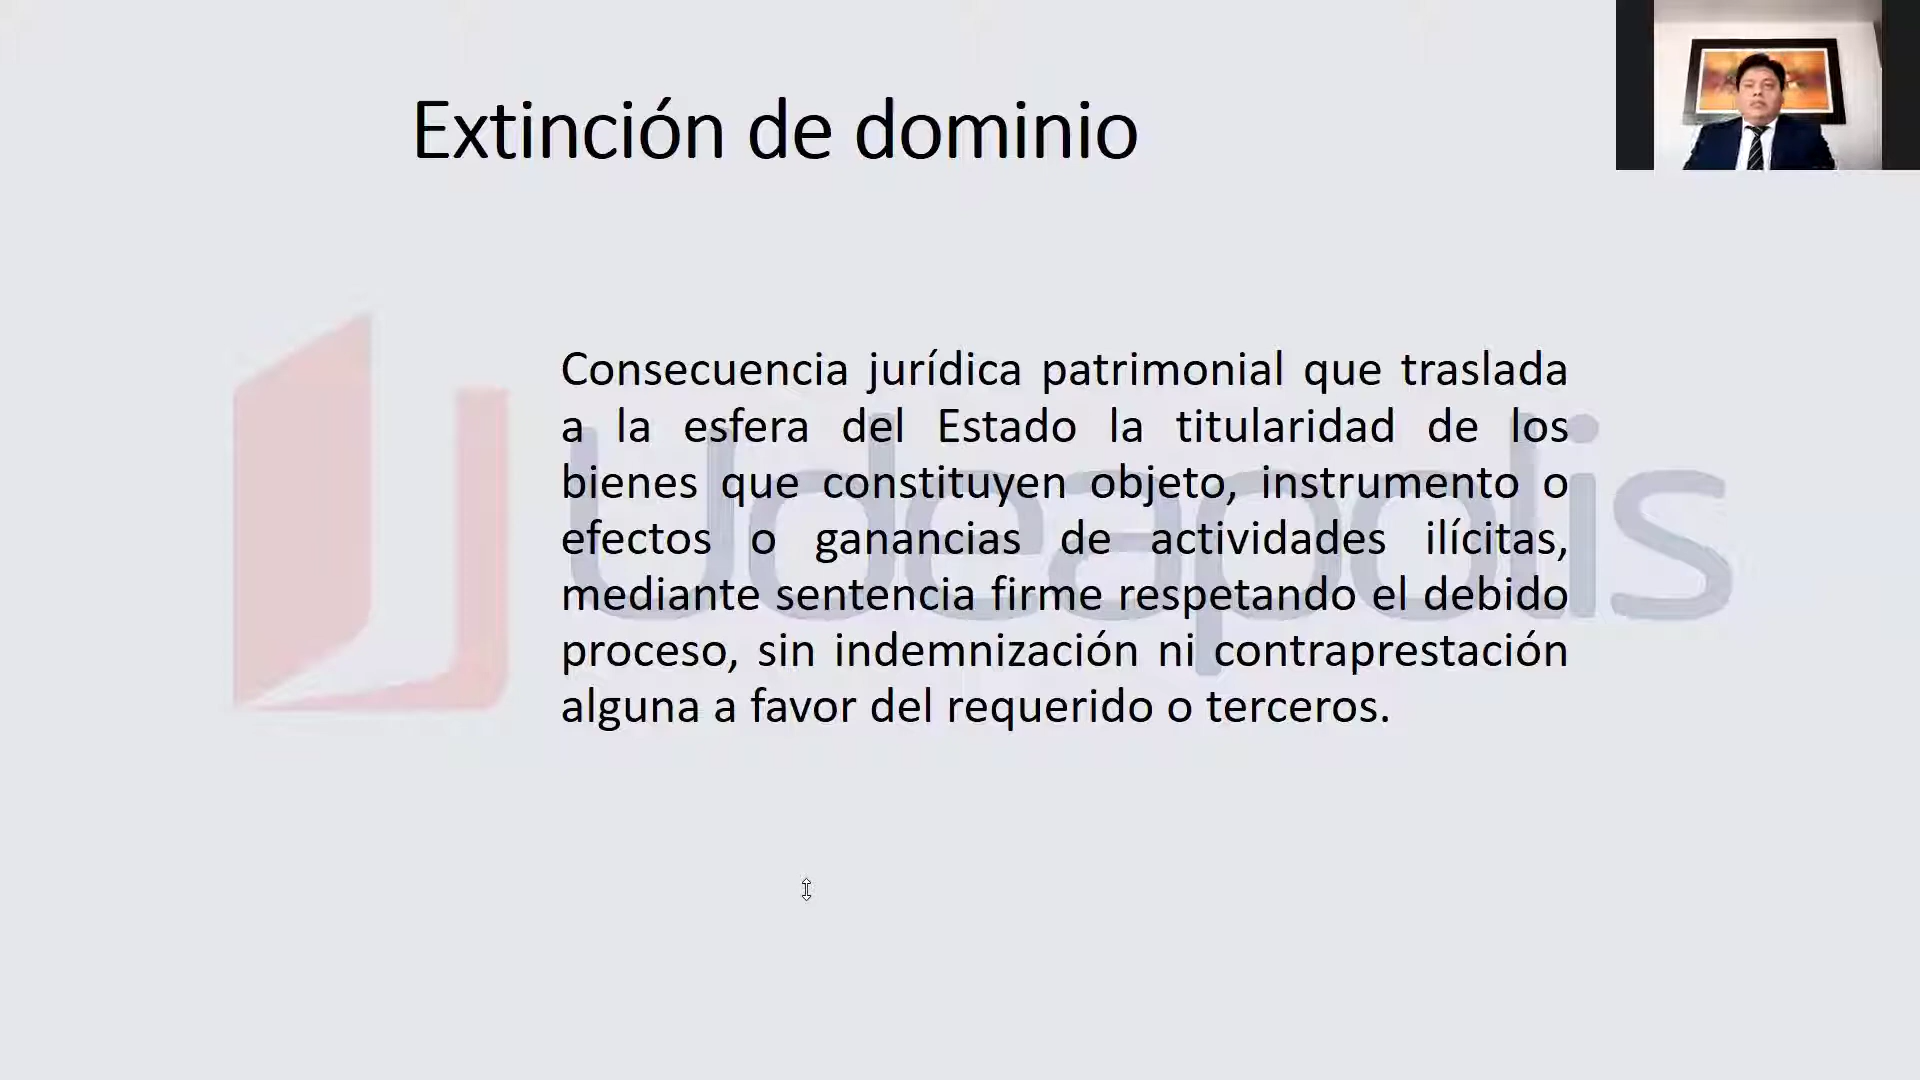 Extinción de dominio
Consecuencia jurídica patrimonial que traslada
a la esfera del Estado la titularidad de los
bienes que constituyen objeto, instrumento o
efectos o ganancias de actividades ilícitas,
mediante sentencia firme respetando el debido
proceso, sin indemnización ni contraprestación
alguna a favor del requerido o terceros.
Udeapolis